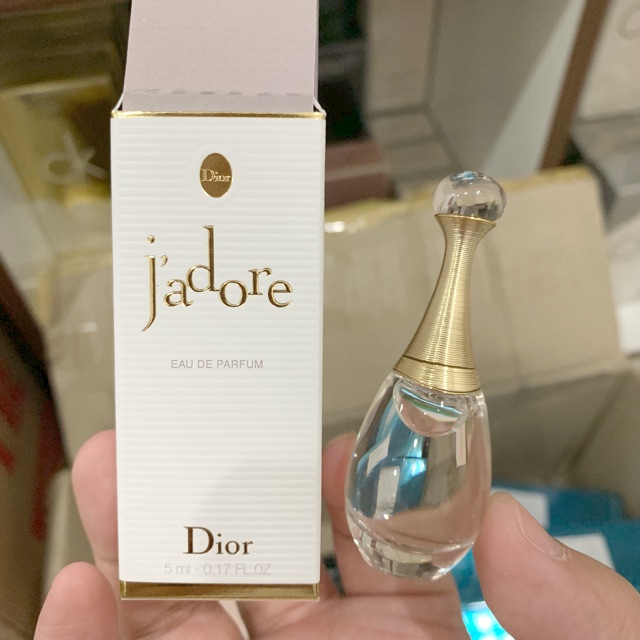 Dior
j'adore
EAU DE PARFUM
Dior
5 ml · 0.17 FL.OZ